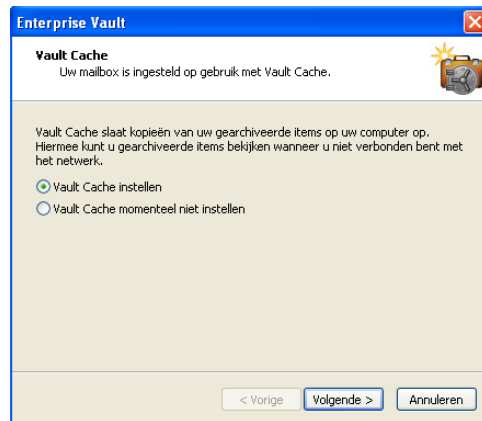 Enterprise Vault
Vault Cache
Uw mailbox is ingesteld op gebruik met Vault Cache.
Vault Cache slaat kopieën van uw gearchiveerde items op uw computer op.
Hiermee kunt u gearchiveerde items bekijken wanneer u niet verbonden bent met
het netwerk.
Vault Cache instellen
Vault Cache momenteel niet instellen
< Vorige
Volgende >
Annuleren